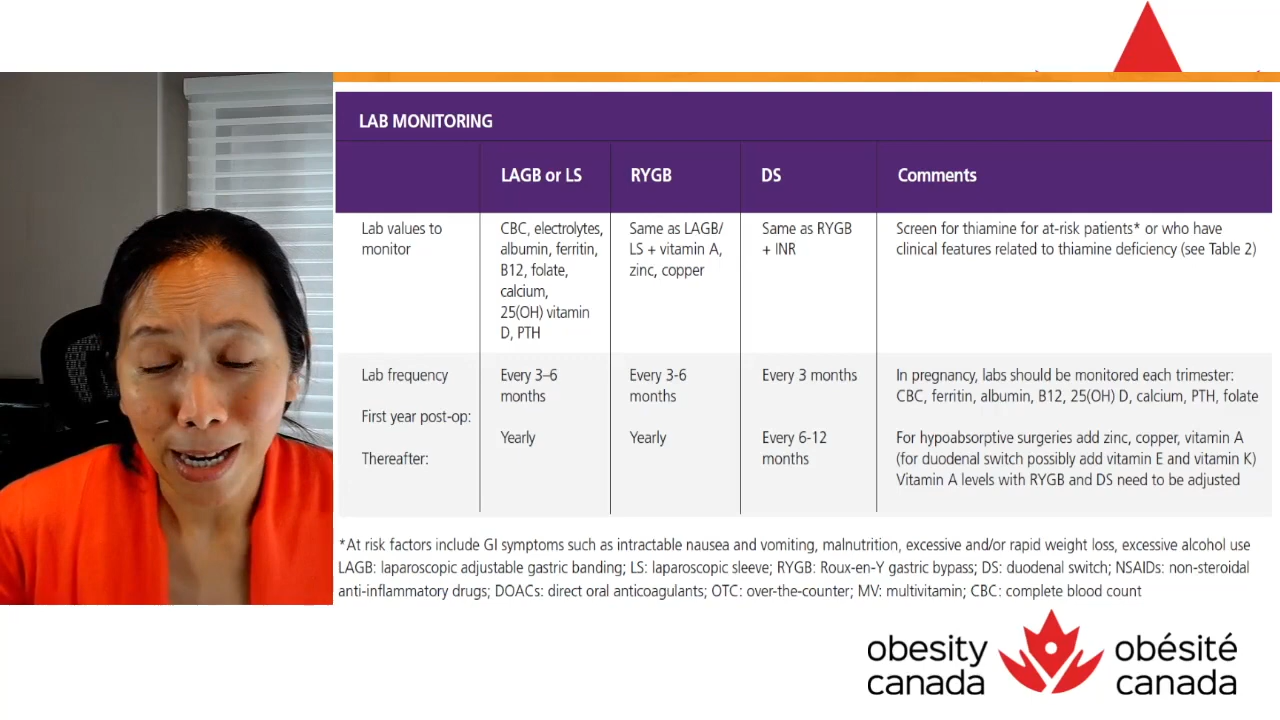 LAB MONITORING
LAGB or LS
RYGB
DS
Comments
Lab values to
monitor
CBC, electrolytes,
albumin, ferritin,
B12, folate,
calcium,
25(OH) vitamin
D, PTH
Same as LAGB/
LS + vitamin A,
zinc, copper
Same as RYGB
+ INR
Screen for thiamine for at-risk patients* or who have
clinical features related to thiamine deficiency (see Table 2)
Lab frequency
First year post-op:
Thereafter:
Every 3–6
months
Yearly
Every 3-6
months
Yearly
Every 3 months
Every 6-12
months
In pregnancy, labs should be monitored each trimester:
CBC, ferritin, albumin, B12, 25(OH) D, calcium, PTH, folate
For hypoabsorptive surgeries add zinc, copper, vitamin A
(for duodenal switch possibly add vitamin E and vitamin K)
Vitamin A levels with RYGB and DS need to be adjusted
*At risk factors include GI symptoms such as intractable nausea and vomiting, malnutrition, excessive and/or rapid weight loss, excessive alcohol use
LAGB: laparoscopic adjustable gastric banding; LS: laparoscopic sleeve; RYGB: Roux-en-Y gastric bypass; DS: duodenal switch; NSAIDs: non-steroidal
anti-inflammatory drugs; DOACs: direct oral anticoagulants; OTC: over-the-counter; MV: multivitamin; CBC: complete blood count
obesity
canada
obésité
canada